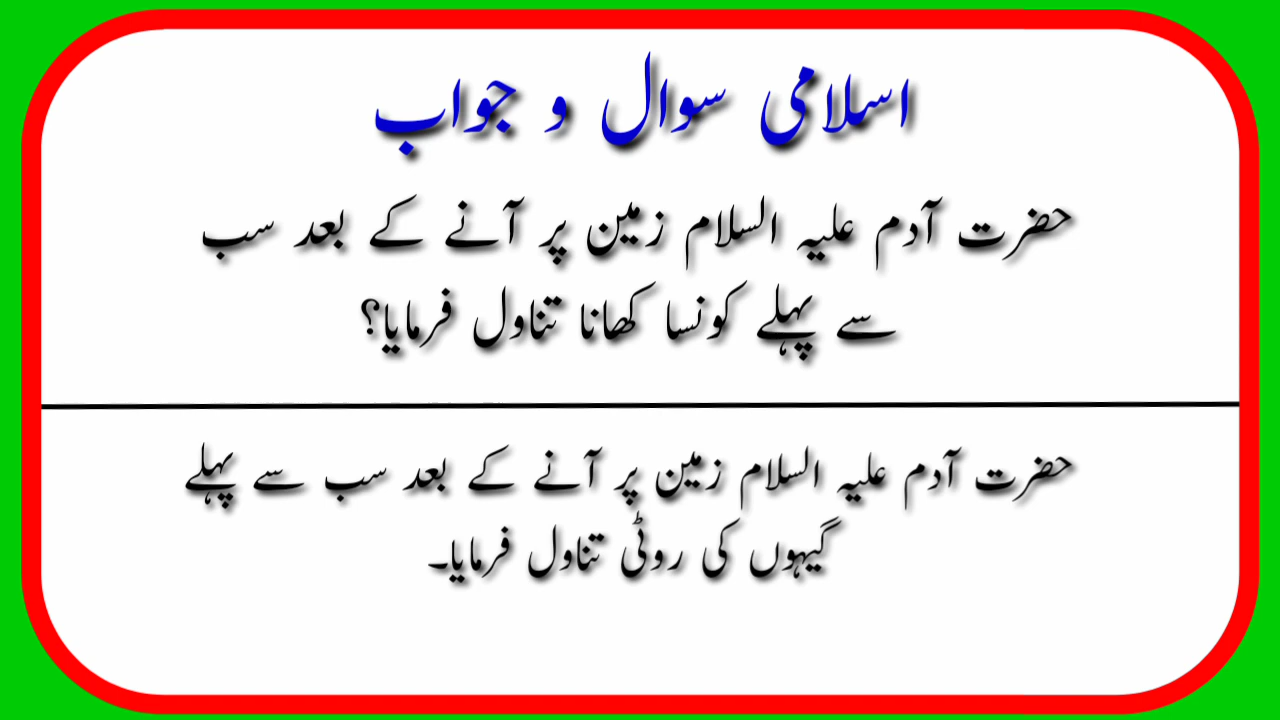 اسلامی سوال و جواب
حضرت آدم علیہ السلام زمین پر آنے کے بعد سب
سے پہلے کونسا کھانا تناول فرمایا؟
حضرت آدم علیہ السلام زمین پر آنے کے بعد سب سے پہلے
گیہوں کی روٹی تناول فرمایا۔